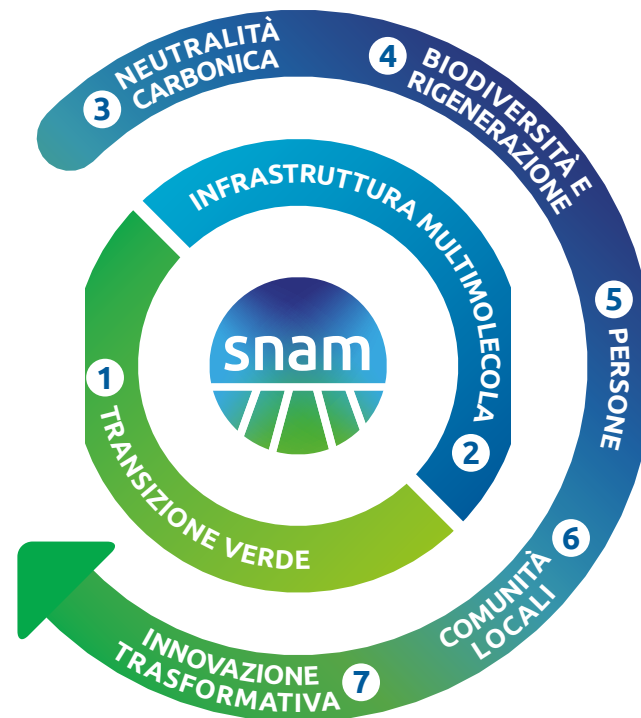 snam
1
TRANSIZIONE VERDE
INFRASTRUTTURA MULTIMOLECOLA
2
3
NEUTRALITÀ
CARBONICA
4
BIODIVERSITÀ E
RIGENERAZIONE
5
PERSONE
6
COMUNITÀ
LOCALI
7
INNOVAZIONE
TRASFORMATIVA